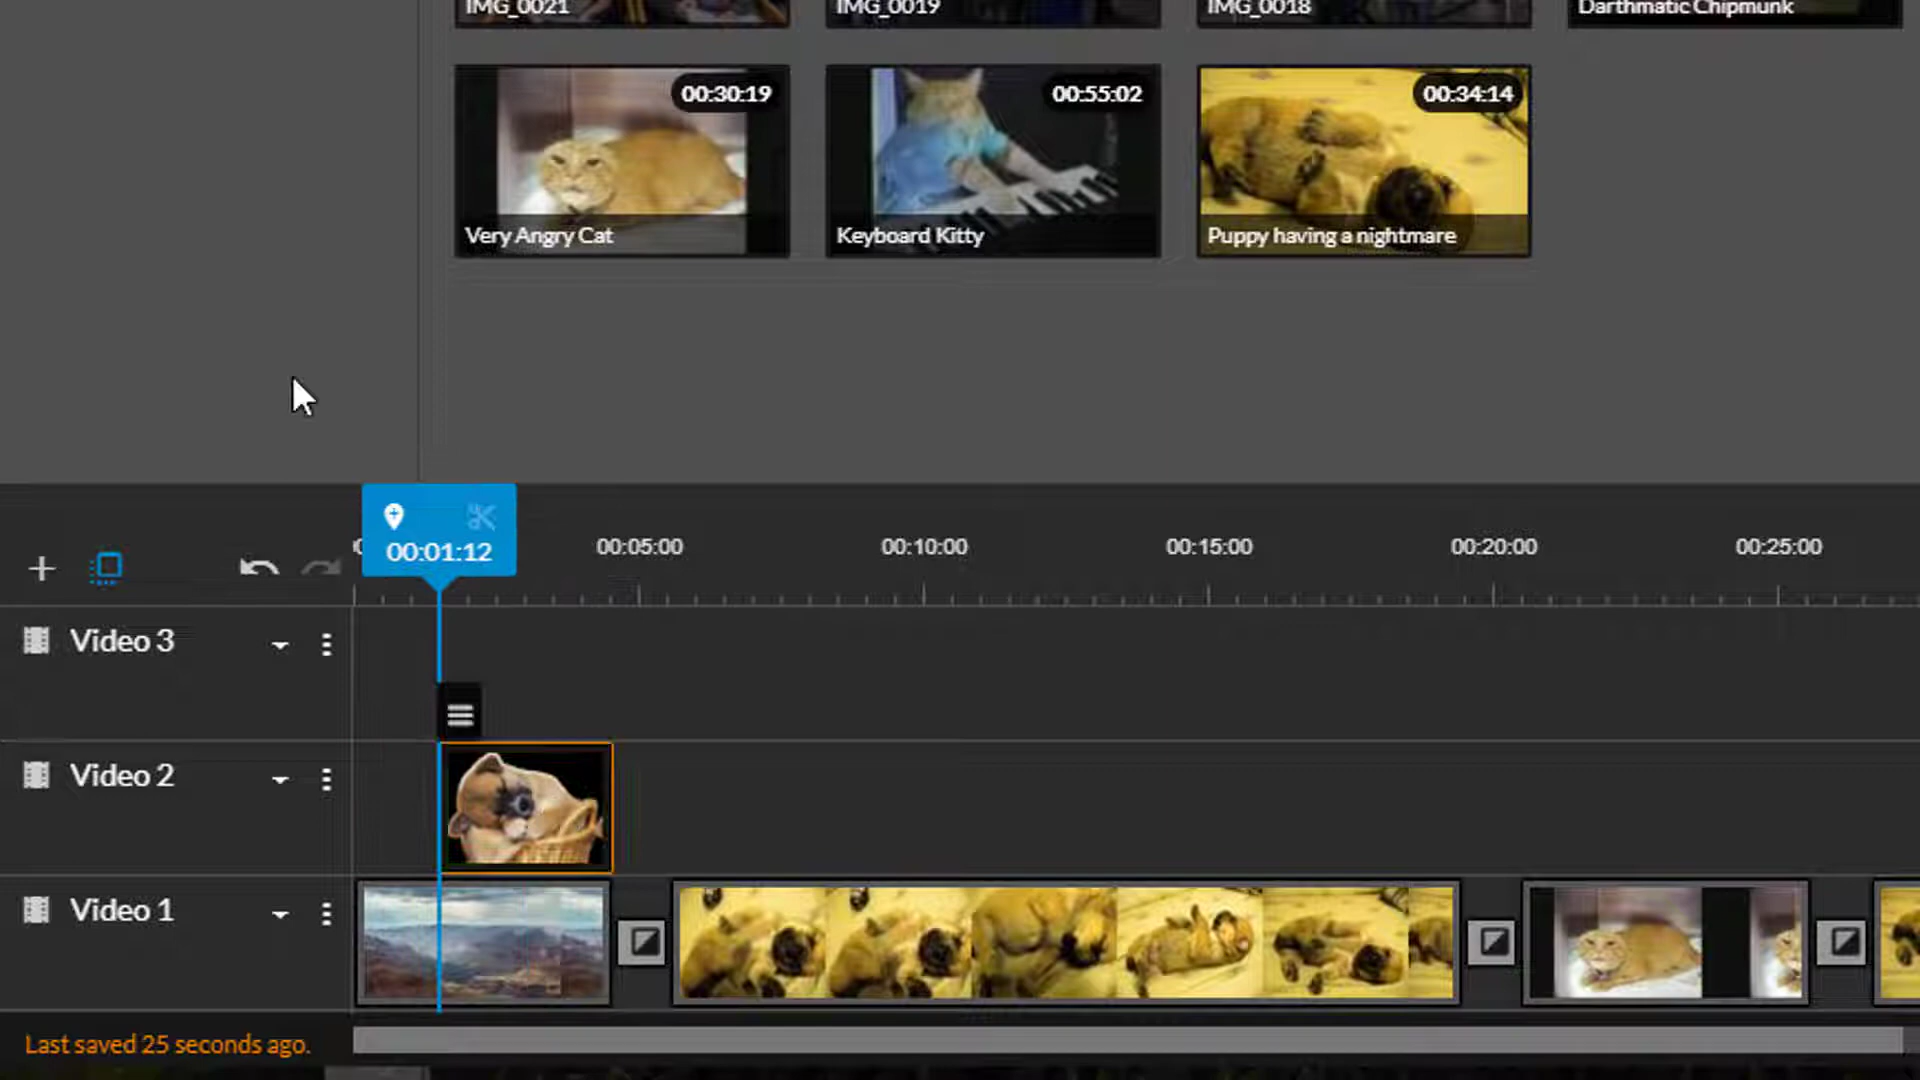 IMG_0021
IMG_0019
IMG_0018
Darthmatic Chipmunk
00:30:19
00:55:02
00:34:14
Very Angry Cat
Keyboard Kitty
Puppy having a nightmare
00:01:12
00:05:00
00:10:00
00:15:00
00:20:00
00:25:00
Video 3
Video 2
Video 1
Last saved 25 seconds ago.